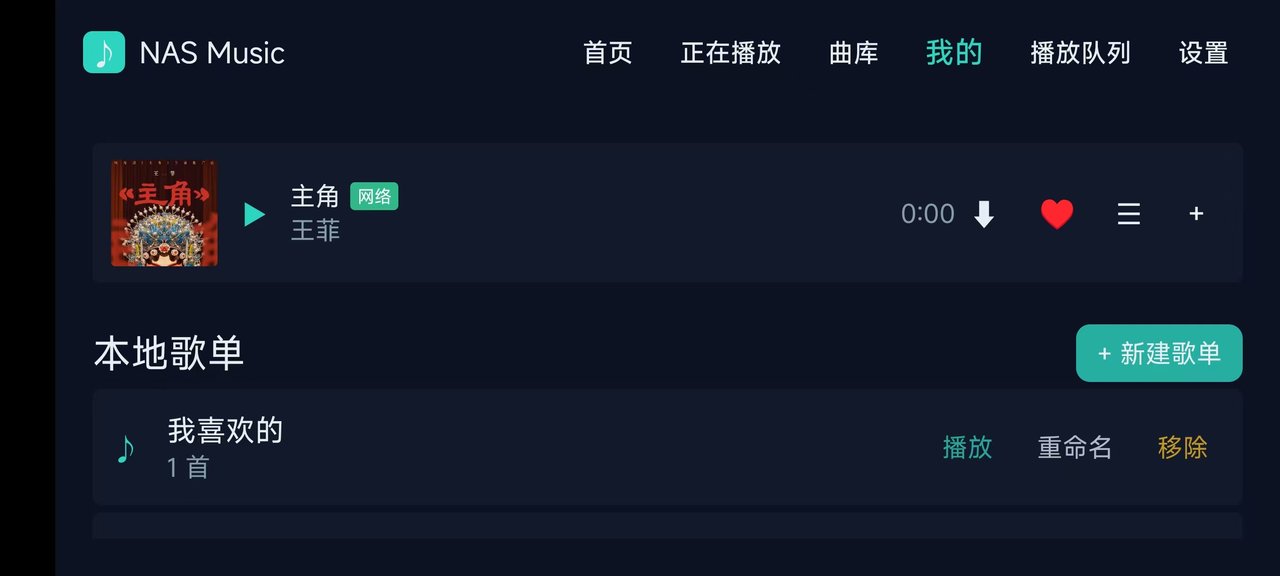 NAS Music
首页 正在播放 曲库 我的 播放队列 设置
《主角》
主角 网络
王菲
0:00
本地歌单
+ 新建歌单
我喜欢的
1 首
播放 重命名 移除